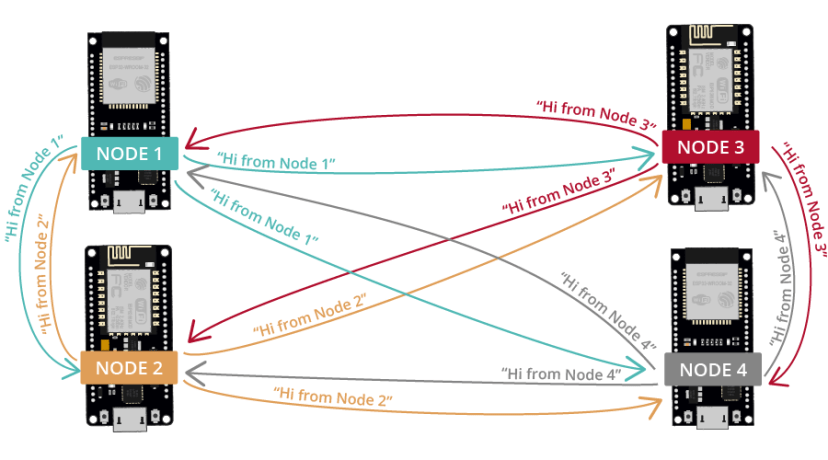 "Hi from Node 3"
NODE 1
"Hi from Node 1"
NODE 3
"Hi from Node 1"
"Hi from Node 3"
"Hi from Node 3"
"Hi from Node 1"
"Hi from Node 2"
"Hi from Node 4"
"Hi from Node 2"
"Hi from Node 4"
NODE 2
"Hi from Node 4"
NODE 4
"Hi from Node 2"